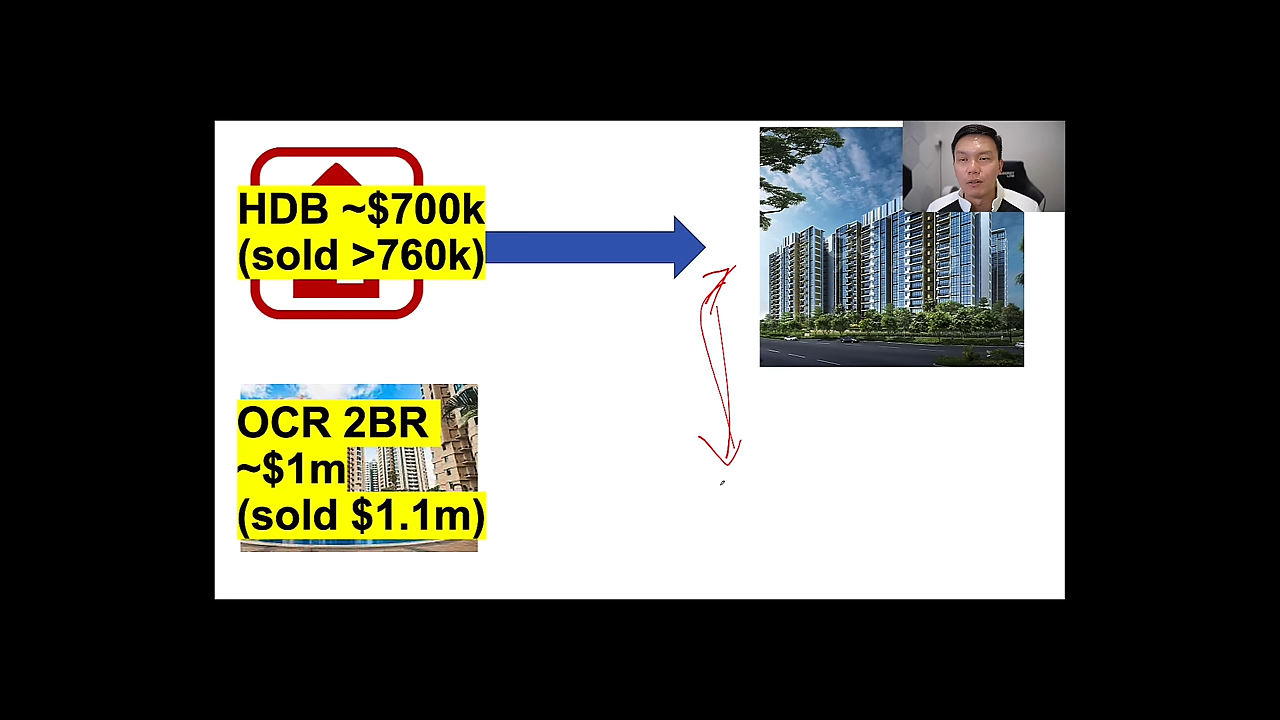 HDB ~$700k
(sold >760k)
OCR 2BR
~$1m
(sold $1.1m)